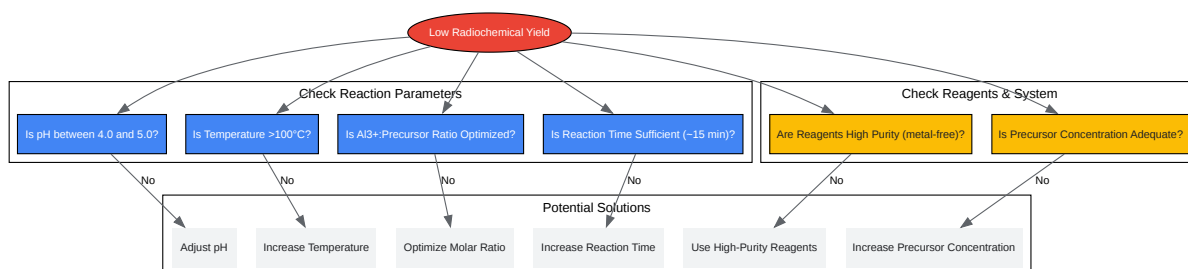 Low Radiochemical Yield
Check Reaction Parameters
Check Reagents & System
Is pH between 4.0 and 5.0?
Is Temperature >100°C?
Is Al3+:Precursor Ratio Optimized?
Is Reaction Time Sufficient (~15 min)?
Are Reagents High Purity (metal-free)?
Is Precursor Concentration Adequate?
No
No
No
No
No
No
Potential Solutions
Adjust pH
Increase Temperature
Optimize Molar Ratio
Increase Reaction Time
Use High-Purity Reagents
Increase Precursor Concentration